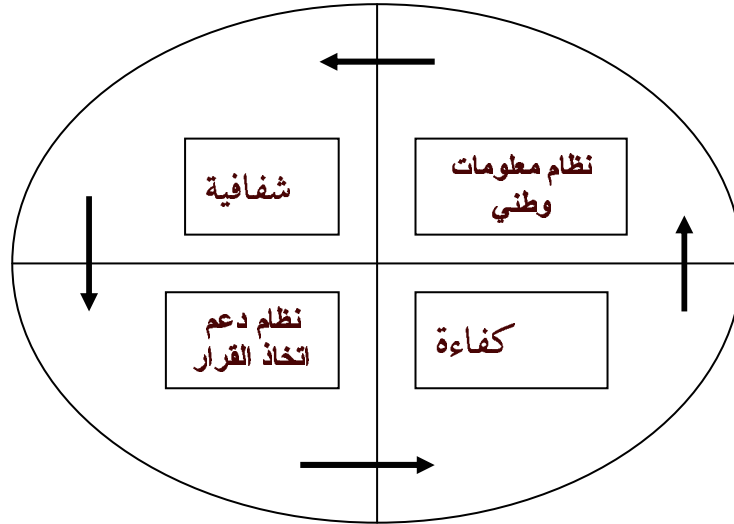 نظام معلومات
وطني
شفافية
نظام دعم
اتخاذ القرار
كفاءة